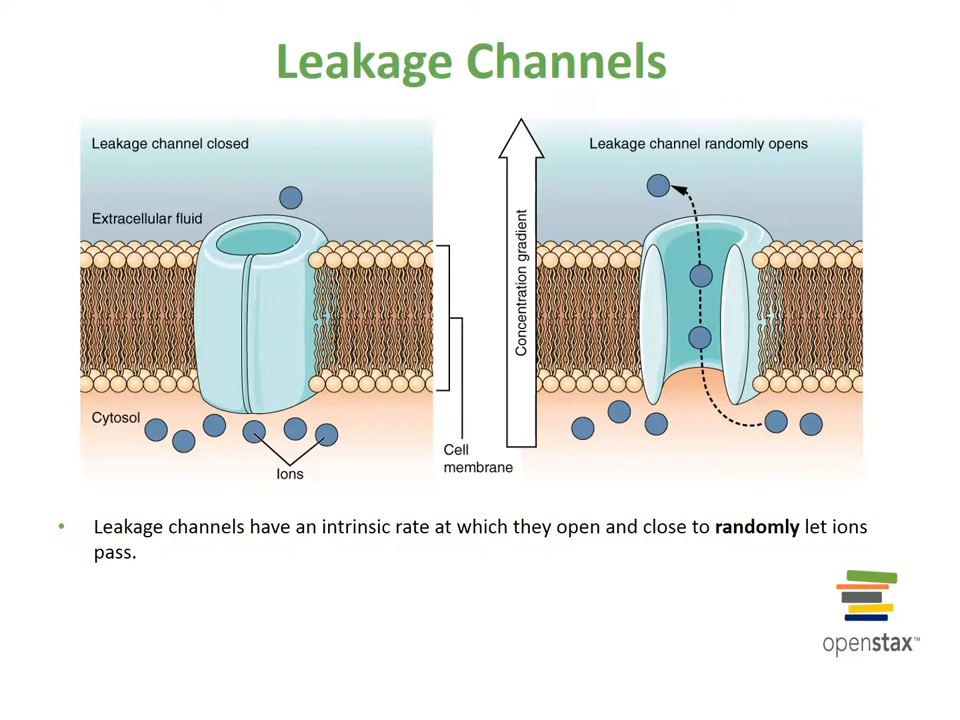 Leakage Channels
Leakage channel closed
Extracellular fluid
Cytosol
Ions
Cell
membrane
Concentration gradient
Leakage channel randomly opens
• Leakage channels have an intrinsic rate at which they open and close to randomly let ions
pass.
openstax™